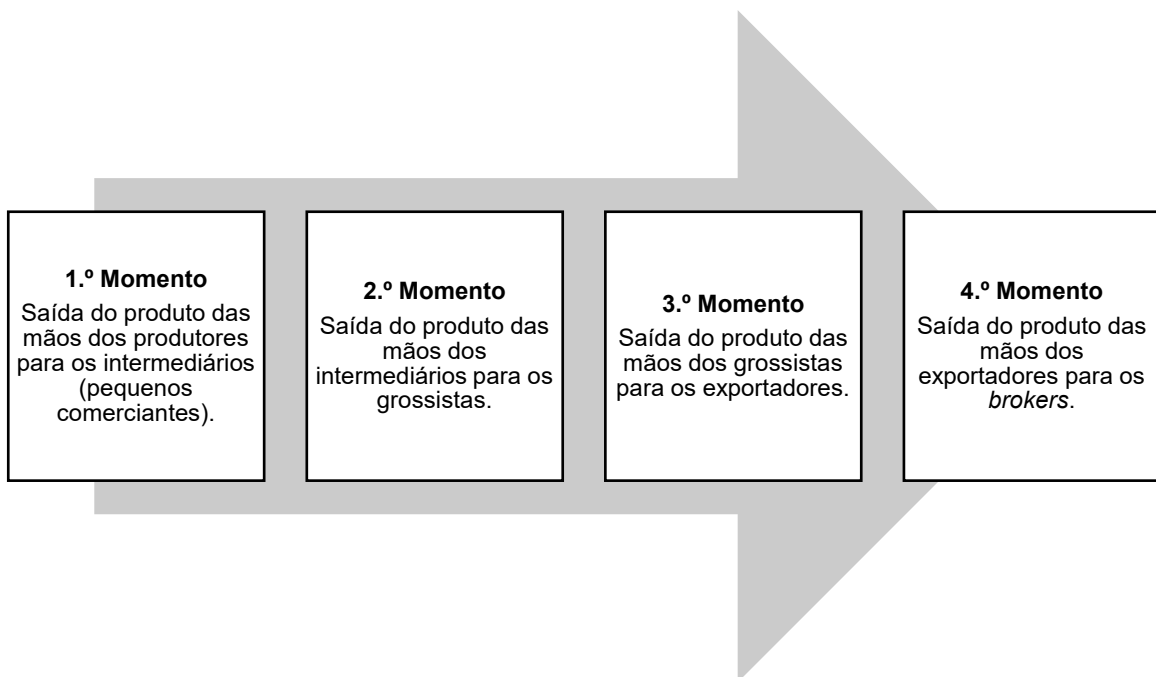 1.º Momento
Saída do produto das
mãos dos produtores
para os intermediários
(pequenos
comerciantes).
2.º Momento
Saída do produto das
mãos dos
intermediários para os
grossistas.
3.º Momento
Saída do produto das
mãos dos grossistas
para os exportadores.
4.º Momento
Saída do produto das
mãos dos
exportadores para os
brokers.